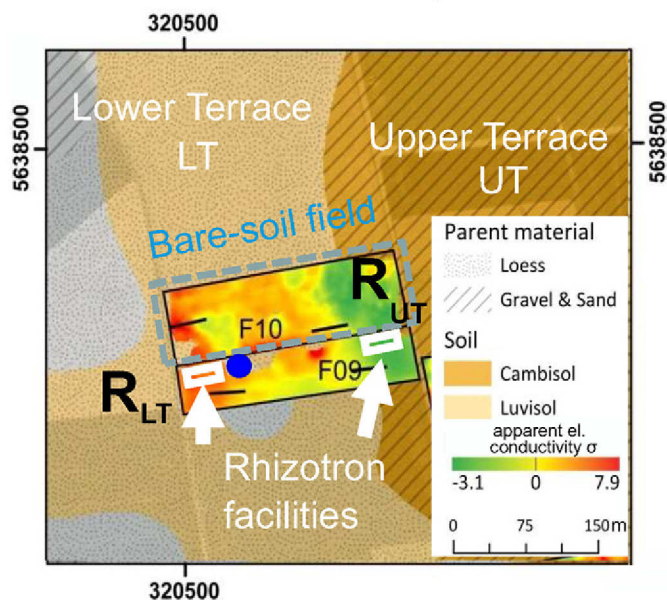 320500
Lower Terrace
LT
Upper Terrace
UT
5638500
5638500
Bare-soil field
R UT
F10
F09
R LT
Rhizotron
facilities
Parent material
Loess
Gravel & Sand
Soil
Cambisol
Luvisol
apparent el.
conductivity σ
-3.1 0 7.9
0 75 150 m
320500